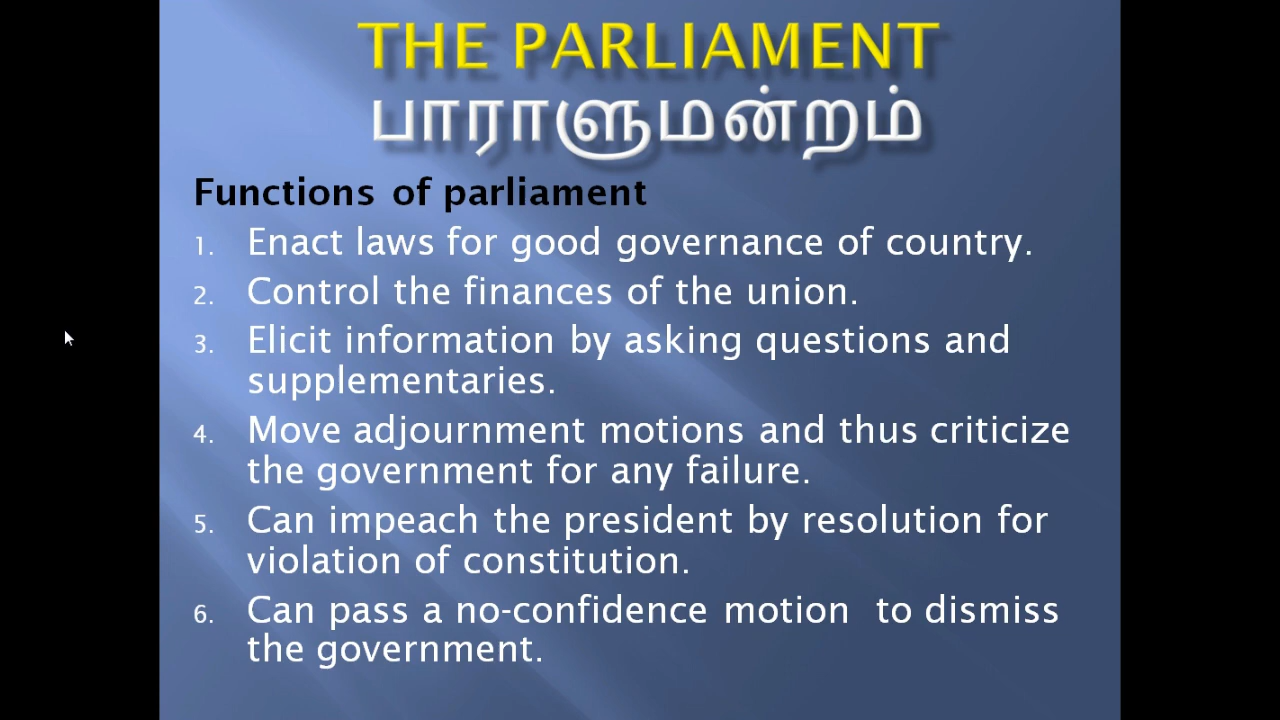 THE PARLIAMENT
பாராளுமன்றம்
Functions of parliament
1. Enact laws for good governance of country.
2. Control the finances of the union.
3. Elicit information by asking questions and
supplementaries.
4. Move adjournment motions and thus criticize
the government for any failure.
5. Can impeach the president by resolution for
violation of constitution.
6. Can pass a no-confidence motion  to dismiss
the government.